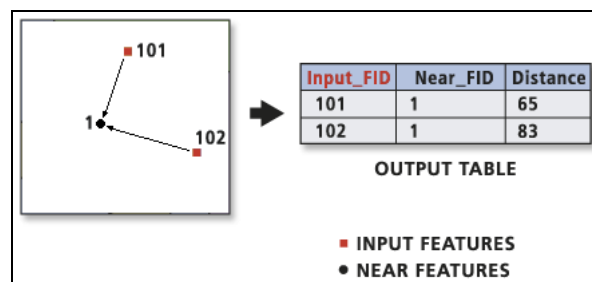 101
1
102
Input_FID Near_FID Distance
101 1 65
102 1 83
OUTPUT TABLE
INPUT FEATURES
NEAR FEATURES